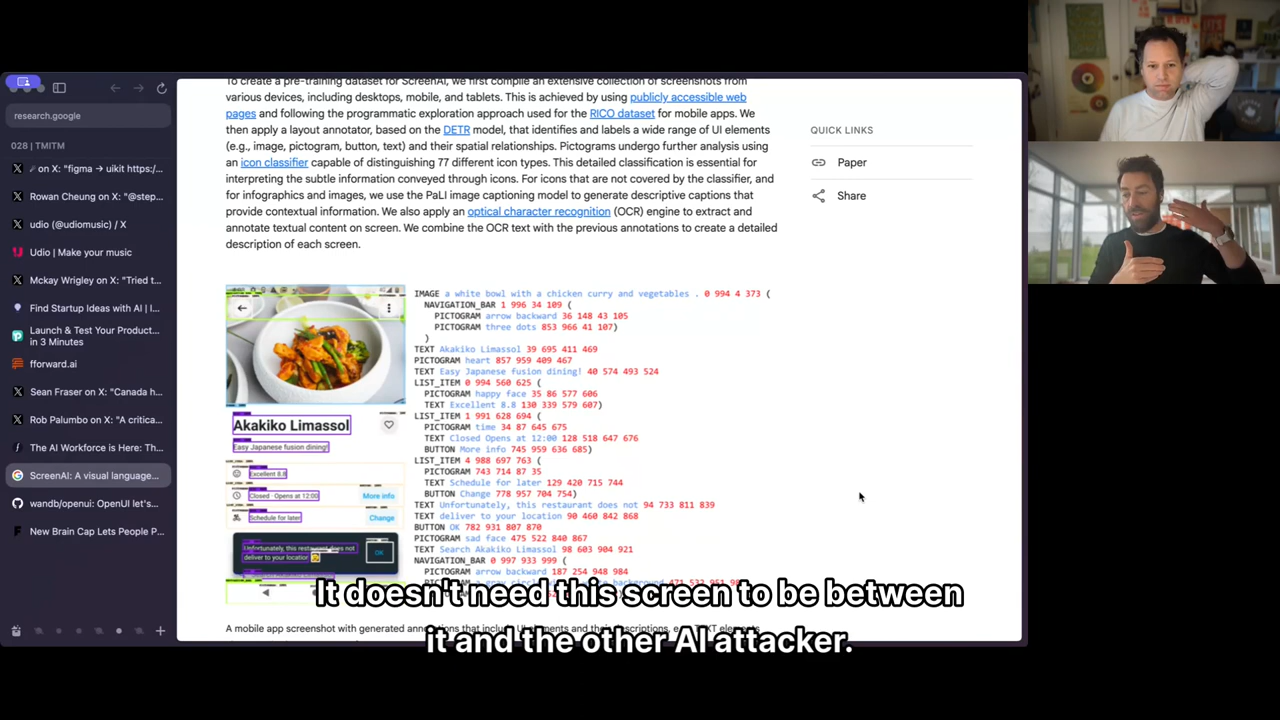 research.google
028 | TMITM
on X: "figma → uikit https:/...
Rowan Cheung on X: "@step...
udio (@udiomusic) / X
Udio | Make your music
Mckay Wrigley on X: "Tried t...
Find Startup Ideas with AI | I...
Launch & Test Your Product...
in 3 Minutes
fforward.ai
Sean Fraser on X: "Canada h...
Rob Palumbo on X: "A critica...
The AI Workforce is Here: Th...
ScreenAI: A visual language...
wandb/openui: OpenUI let's...
New Brain Cap Lets People P...
To create a pre-training dataset for ScreenAI, we first compile an extensive collection of screenshots from
various devices, including desktops, mobile, and tablets. This is achieved by using publicly accessible web
pages and following the programmatic exploration approach used for the RICO dataset for mobile apps. We
then apply a layout annotator, based on the DETR model, that identifies and labels a wide range of UI elements
(e.g., image, pictogram, button, text) and their spatial relationships. Pictograms undergo further analysis using
an icon classifier capable of distinguishing 77 different icon types. This detailed classification is essential for
interpreting the subtle information conveyed through icons. For icons that are not covered by the classifier, and
for infographics and images, we use the PaLI image captioning model to generate descriptive captions that
provide contextual information. We also apply an optical character recognition (OCR) engine to extract and
annotate textual content on screen. We combine the OCR text with the previous annotations to create a detailed
description of each screen.
QUICK LINKS
Paper
Share
Akakiko Limassol
Easy Japanese fusion dining!
Excellent 8.8
Closed Opens at 12:00
More info
Schedule for later
Change
Unfortunately, this restaurant does not
deliver to your location
OK
IMAGE a white bowl with a chicken curry and vegetables . 0 994 4 373 (
NAVIGATION_BAR 1 996 34 109 (
PICTOGRAM arrow backward 36 148 43 105
PICTOGRAM three dots 853 966 41 107)
)
TEXT Akakiko Limassol 39 695 411 469
PICTOGRAM heart 857 959 409 467
TEXT Easy Japanese fusion dining! 40 574 493 524
LIST_ITEM 0 994 560 625 (
PICTOGRAM happy face 35 86 577 606
TEXT Excellent 8.8 130 339 579 607)
LIST_ITEM 1 991 628 694 (
PICTOGRAM time 34 87 645 675
TEXT Closed Opens at 12:00 128 518 647 676
BUTTON More info 745 959 636 685)
LIST_ITEM 4 988 697 763 (
PICTOGRAM 743 714 87 35
TEXT Schedule for later 129 420 715 744
BUTTON Change 778 957 704 754)
TEXT Unfortunately, this restaurant does not 94 733 811 839
TEXT deliver to your location 90 460 842 868
BUTTON OK 782 931 807 870
PICTOGRAM sad face 475 522 840 867
TEXT Search Akakiko Limassol 98 603 904 921
NAVIGATION_BAR 0 997 933 999 (
PICTOGRAM arrow backward 187 254 948 984
It doesn't need this screen to be between
it and the other AI attacker.
A mobile app screenshot with generated annotations that include UI elements and their descriptions, e.g., TEXT elements